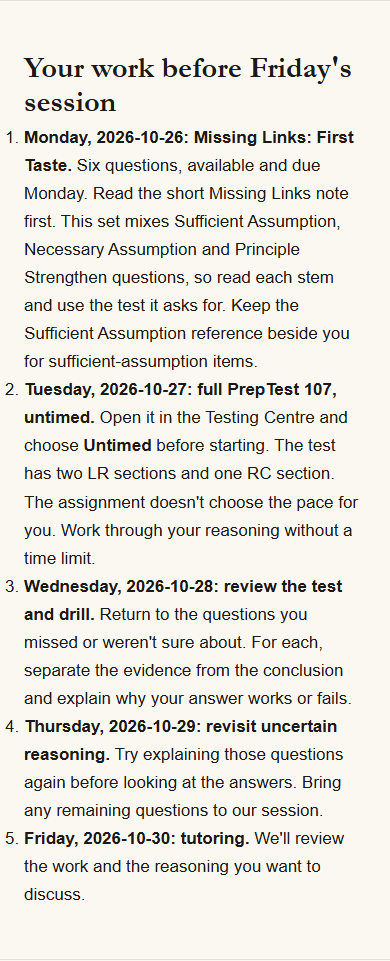 Your work before Friday's
session
1. Monday, 2026-10-26: Missing Links: First
Taste. Six questions, available and due
Monday. Read the short Missing Links note
first. This set mixes Sufficient Assumption,
Necessary Assumption and Principle
Strengthen questions, so read each stem
and use the test it asks for. Keep the
Sufficient Assumption reference beside you
for sufficient-assumption items.
2. Tuesday, 2026-10-27: full PrepTest 107,
untimed. Open it in the Testing Centre and
choose Untimed before starting. The test
has two LR sections and one RC section.
The assignment doesn't choose the pace for
you. Work through your reasoning without a
time limit.
3. Wednesday, 2026-10-28: review the test
and drill. Return to the questions you
missed or weren't sure about. For each,
separate the evidence from the conclusion
and explain why your answer works or fails.
4. Thursday, 2026-10-29: revisit uncertain
reasoning. Try explaining those questions
again before looking at the answers. Bring
any remaining questions to our session.
5. Friday, 2026-10-30: tutoring. We'll review
the work and the reasoning you want to
discuss.